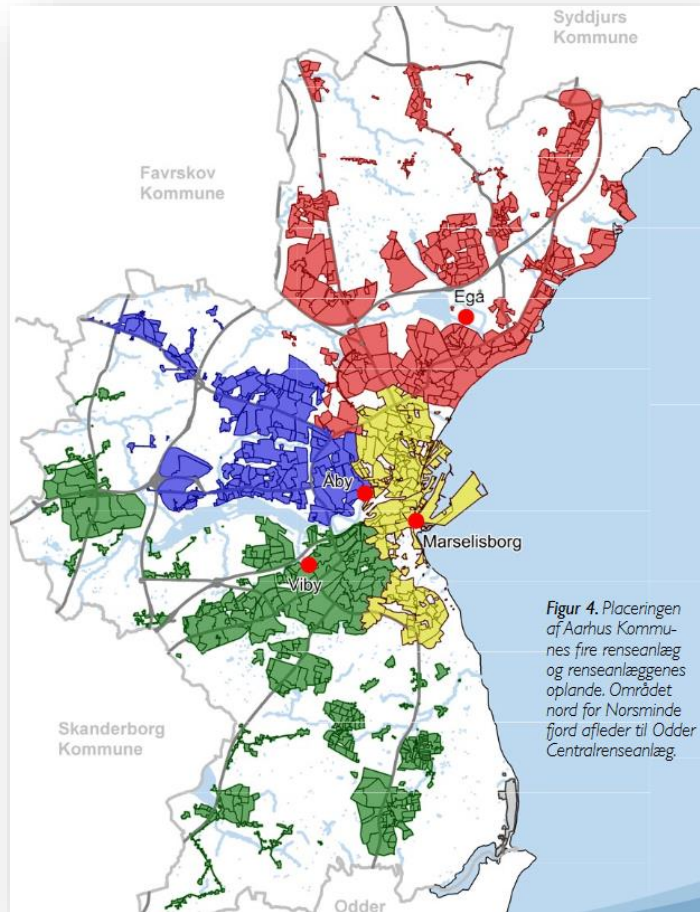 Syddjurs
Kommune
Favrskov
Kommune
Egå
Åby
Marselisborg
Viby
Figur 4. Placeringen
af Aarhus Kommu-
nes fire renseanlæg
og renseanlæggenes
oplande. Området
nord for Norsminde
fjord afleder til Odder
Centralrenseanlæg.
Skanderborg
Kommune
Odder